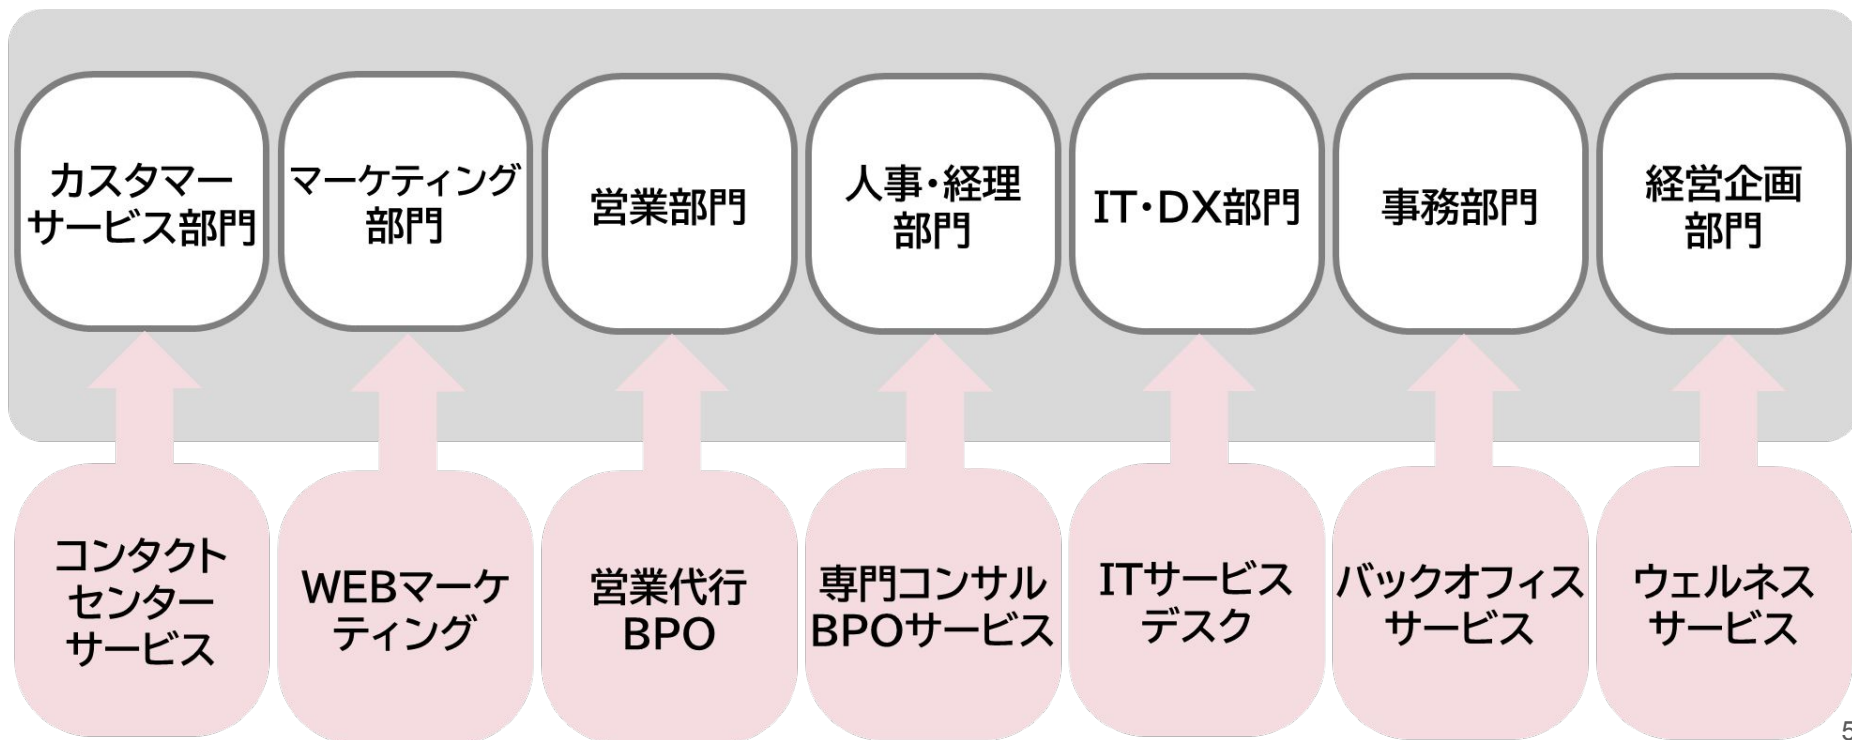 カスタマー
サービス部門
マーケティング
部門
営業部門
人事・経理
部門
IT・DX部門
事務部門
経営企画
部門
コンタクト
センター
サービス
WEBマーケ
ティング
営業代行
BPO
専門コンサル
BPOサービス
ITサービス
デスク
バックオフィス
サービス
ウェルネス
サービス
5